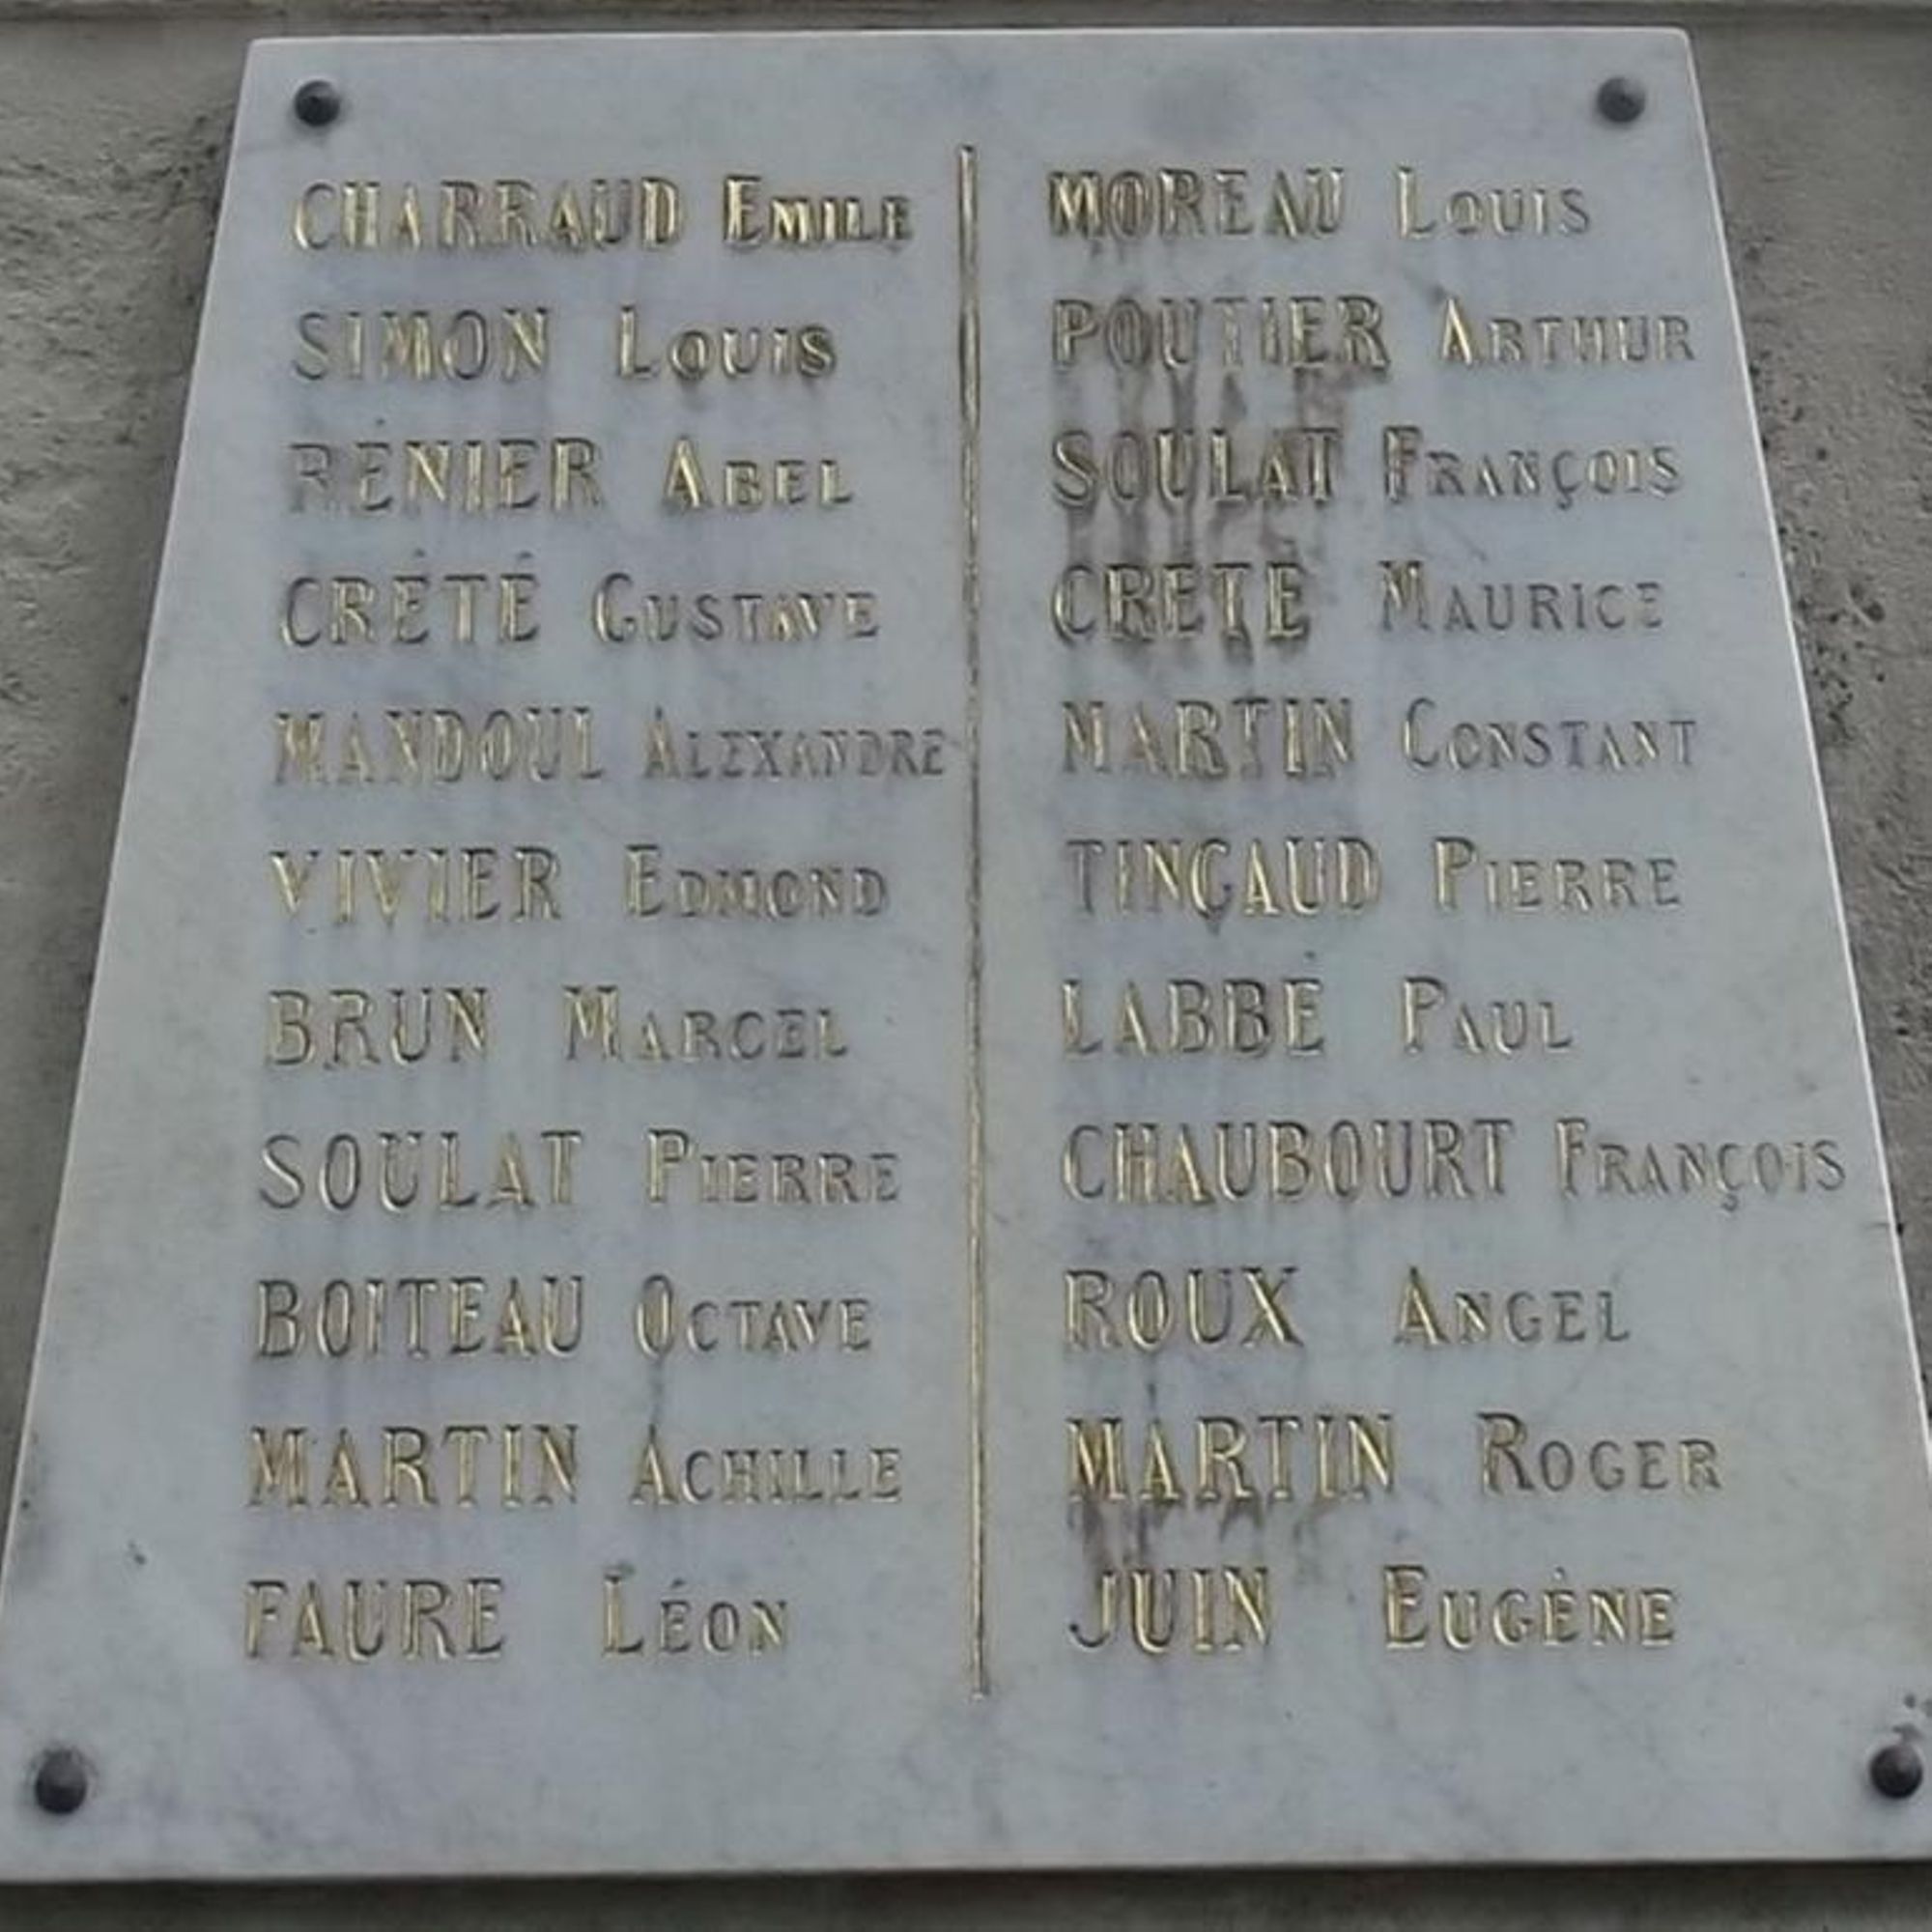 CHARRAUD EMILE
SIMON LOUIS
RÉNIER ABEL
CRÉTÉ GUSTAVE
MANDOUL ALEXANDRE
VIVIER EDMOND
BRUN MARCEL
SOULAT PIERRE
BOITEAU OCTAVE
MARTIN ACHILLE
FAURE LÉON
MOREAU LOUIS
POUTIER ARTHUR
SOULAT FRANÇOIS
CRÉTÉ MAURICE
MARTIN CONSTANT
TINÇAUD PIERRE
LABBÉ PAUL
CHAUBOURT FRANÇOIS
ROUX ANGEL
MARTIN ROGER
JUIN EUGÈNE